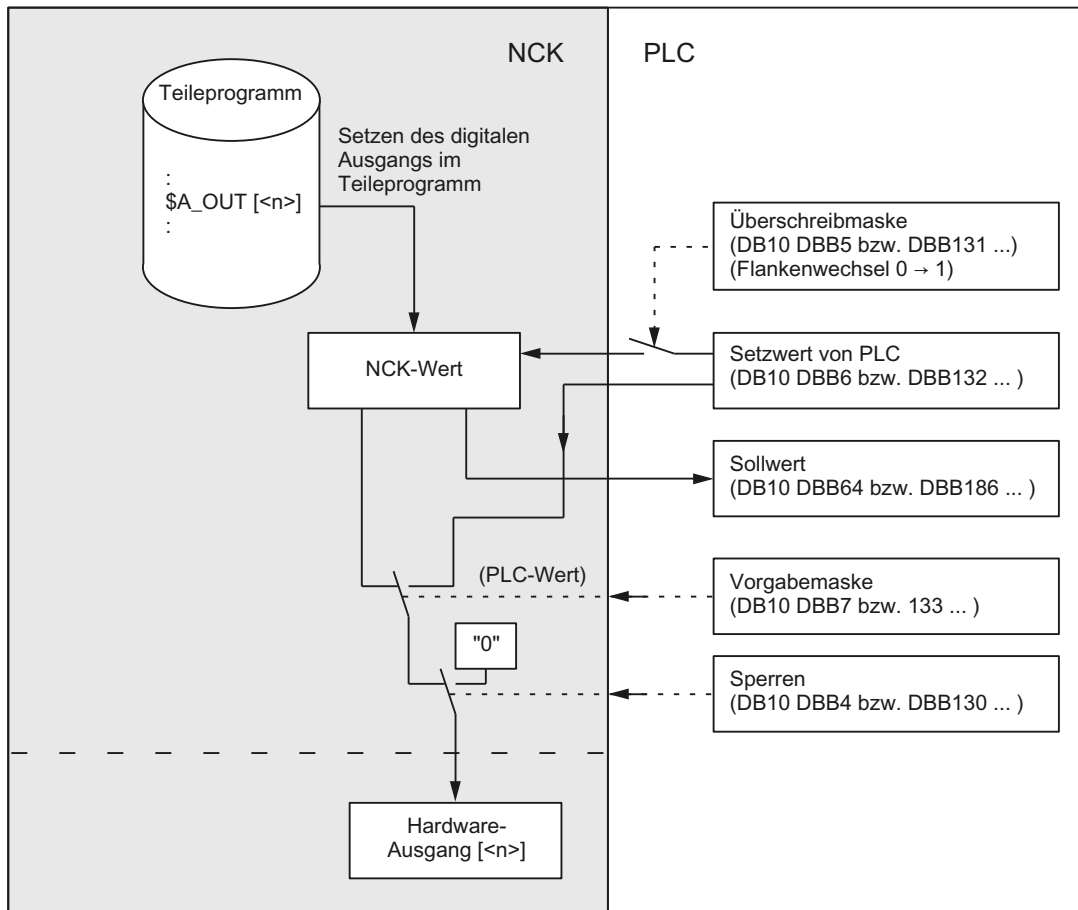 NCK
PLC
Teileprogramm
:
$A_OUT [<n>]
:
Setzen des digitalen
Ausgangs im
Teileprogramm
Überschreibmaske
(DB10 DBB5 bzw. DBB131 ...)
(Flankenwechsel 0 → 1)
NCK-Wert
Setzwert von PLC
(DB10 DBB6 bzw. DBB132 ... )
Sollwert
(DB10 DBB64 bzw. DBB186 ... )
(PLC-Wert)
Vorgabemaske
(DB10 DBB7 bzw. 133 ... )
"0"
Sperren
(DB10 DBB4 bzw. DBB130 ... )
Hardware-
Ausgang [<n>]